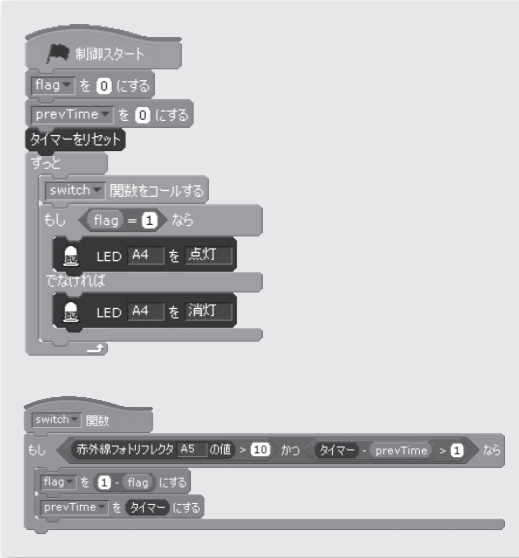 制御スタート
flag を 0 にする
prevTime を 0 にする
タイマーをリセット
ずっと
switch 関数をコールする
もし flag = 1 なら
LED A4 を 点灯
でなければ
LED A4 を 消灯
switch 関数
もし 赤外線フォトリフレクタ A5 の値 > 10 かつ タイマー - prevTime > 1 なら
flag を 1 - flag にする
prevTime を タイマー にする